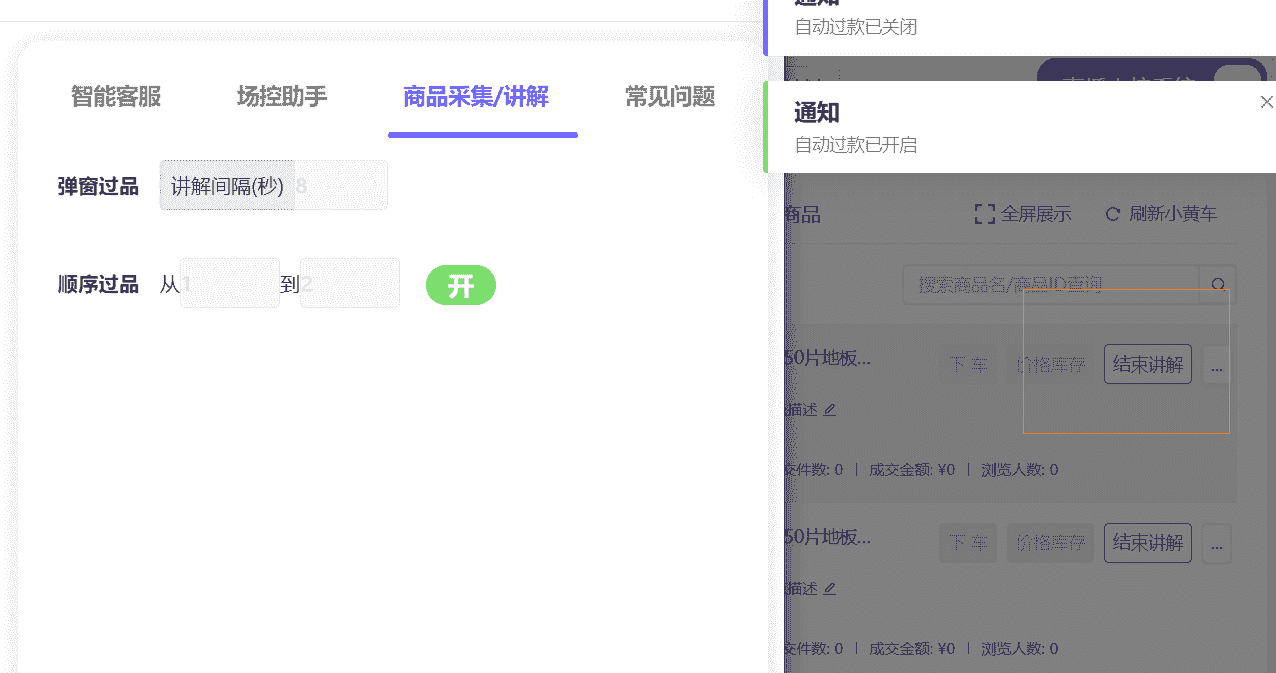 通知
自动过款已关闭
智能客服 场控助手 商品采集/讲解 常见问题
通知
自动过款已开启
弹窗过品 讲解间隔(秒) 8
商品 全屏展示 刷新小黄车
顺序过品 从 1 到 2 开
搜索商品名/商品ID查询
50片地板... 下车 价格库存 结束讲解 ...
描述
交件数: 0 | 成交金额: ¥0 | 浏览人数: 0
50片地板... 下车 价格库存 结束讲解 ...
描述
交件数: 0 | 成交金额: ¥0 | 浏览人数: 0